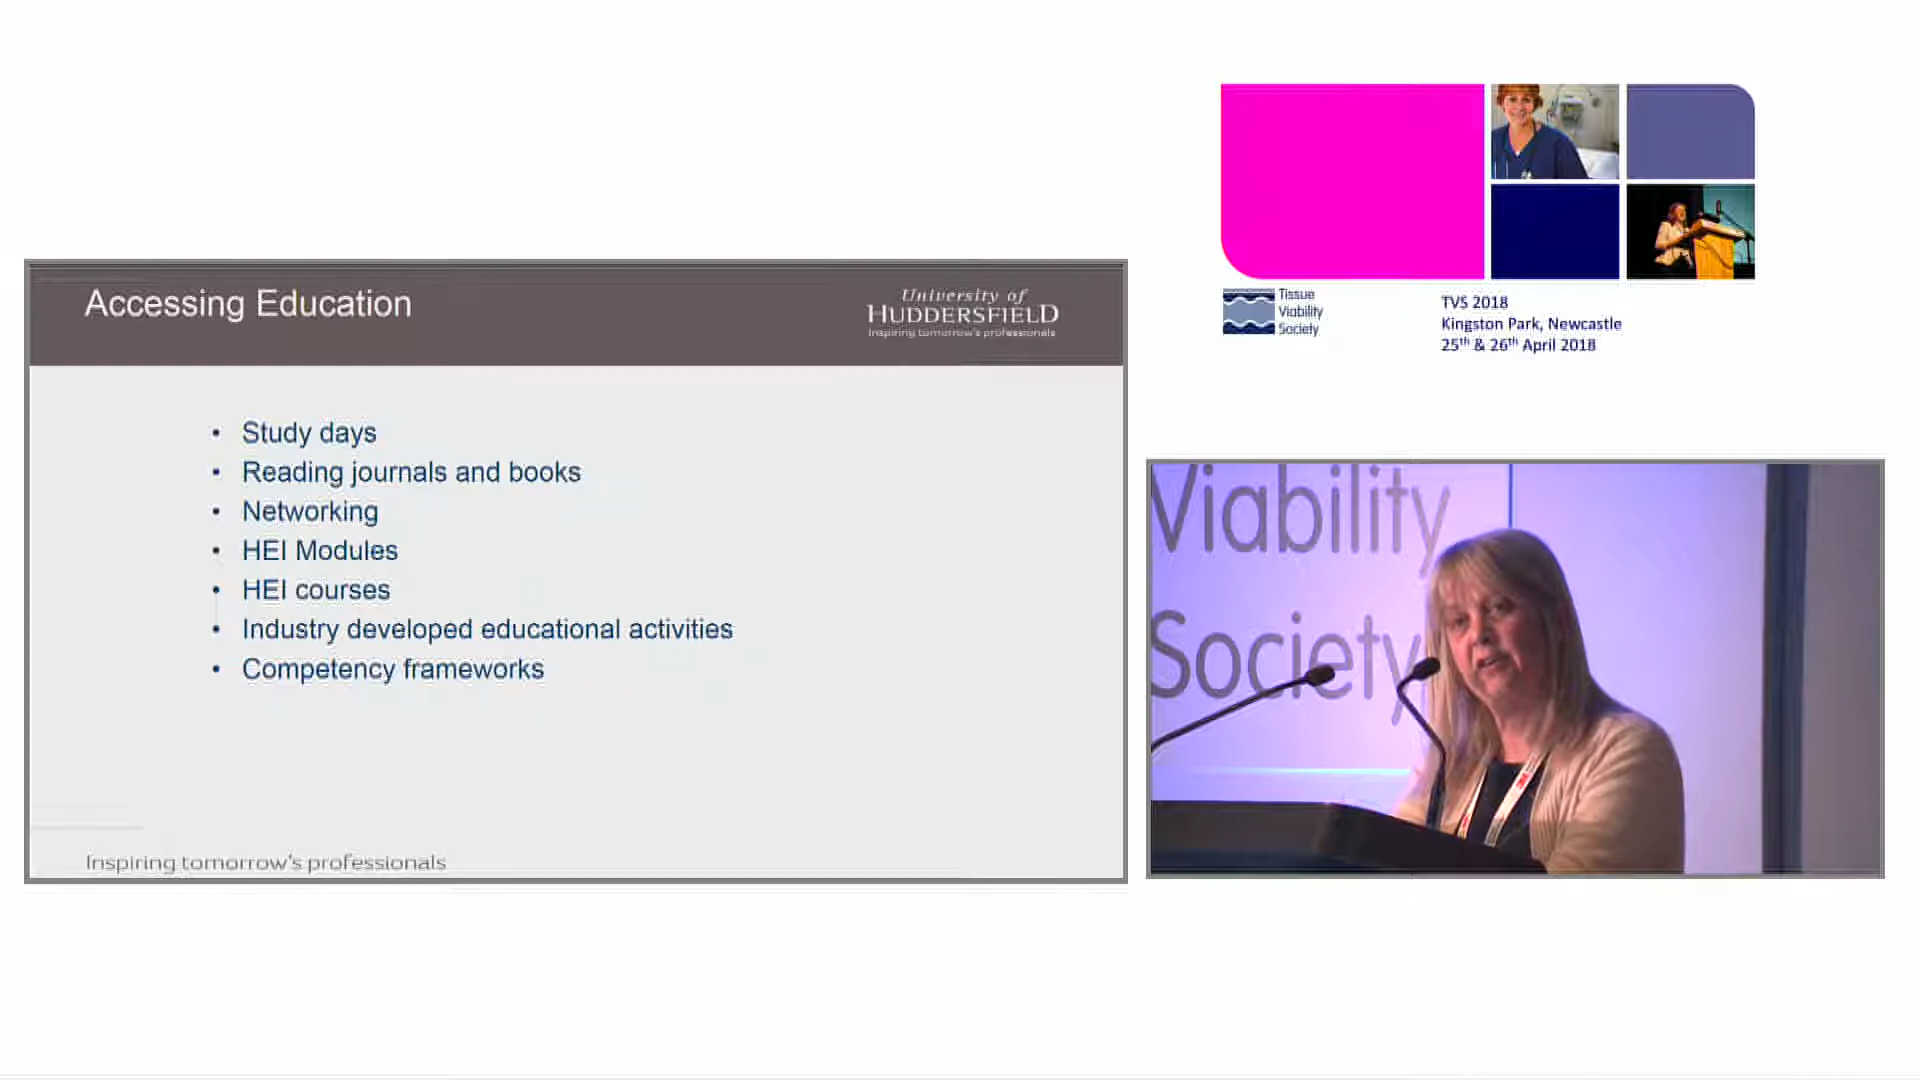 Accessing Education
University of
HUDDERSFIELD
Inspiring tomorrow's professionals
• Study days
• Reading journals and books
• Networking
• HEI Modules
• HEI courses
• Industry developed educational activities
• Competency frameworks
Inspiring tomorrow's professionals
Tissue
Viability
Society
TVS 2018
Kingston Park, Newcastle
25th & 26th April 2018
Viability
Society